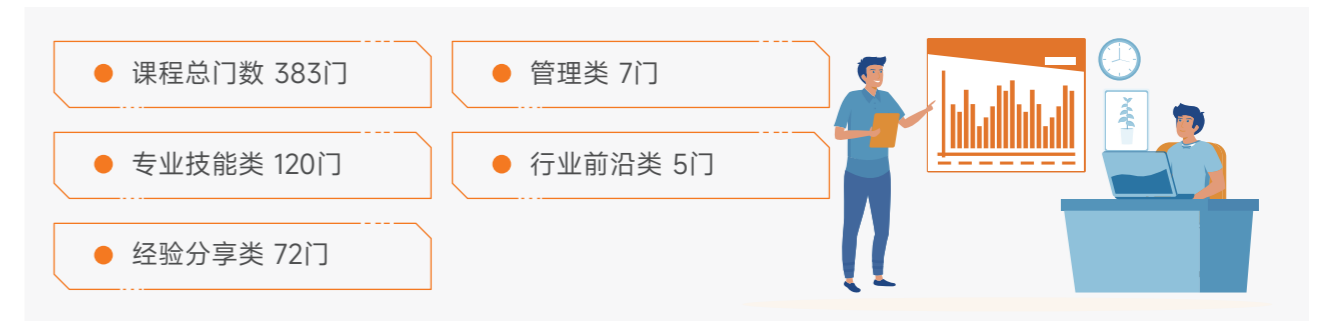 课程总门数 383门
管理类 7门
专业技能类 120门
行业前沿类 5门
经验分享类 72门